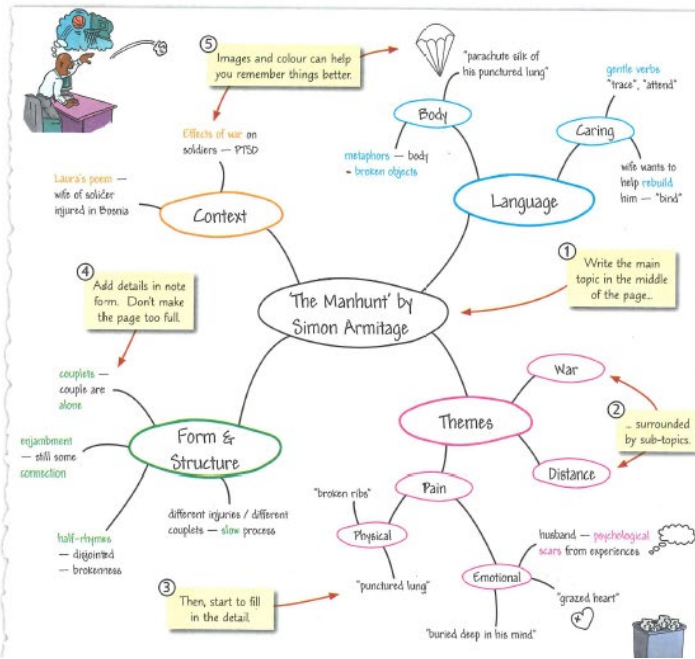 ⑤
Images and colour can help
you remember things better.
"parachute silk of
his punctured lung"
gentle verbs
"trace", "attend"
Body
Caring
Effects of war on
soldiers — PTSD
metaphors — body
= broken objects
wife wants to
help rebuild
him — "bind"
Laura's poem —
wife of solider
injured in Bosnia
Context
Language
①
Write the main
topic in the middle
of the page...
④
Add details in note
form. Don't make
the page too full.
'The Manhunt' by
Simon Armitage
couplets —
couple are
alone
War
②
... surrounded
by sub-topics.
Themes
enjambment
— still some
connection
Form &
Structure
Distance
Pain
"broken ribs"
different injuries / different
couplets — slow process
Physical
half-rhymes
— disjointed
— brokenness
husband — psychological
scars from experiences
Emotional
③
Then, start to fill
in the detail.
"punctured lung"
"grazed heart"
"buried deep in his mind"